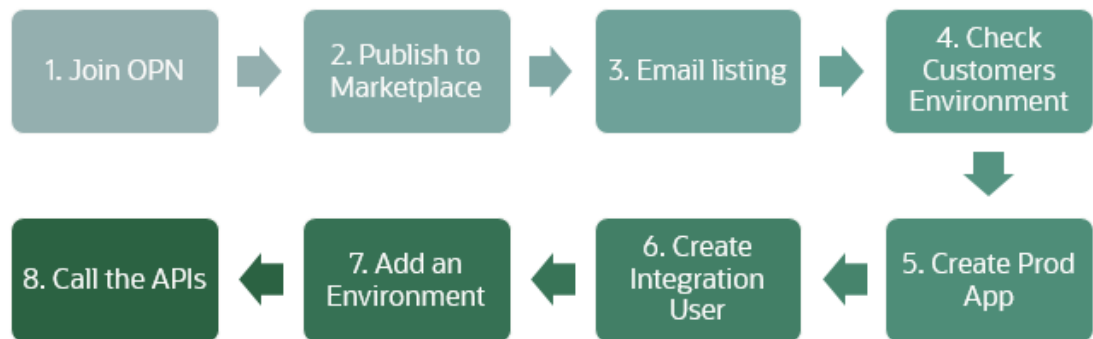 1. Join OPN
2. Publish to
Marketplace
3. Email listing
4. Check
Customers
Environment
5. Create Prod
App
6. Create
Integration
User
7. Add an
Environment
8. Call the APIs